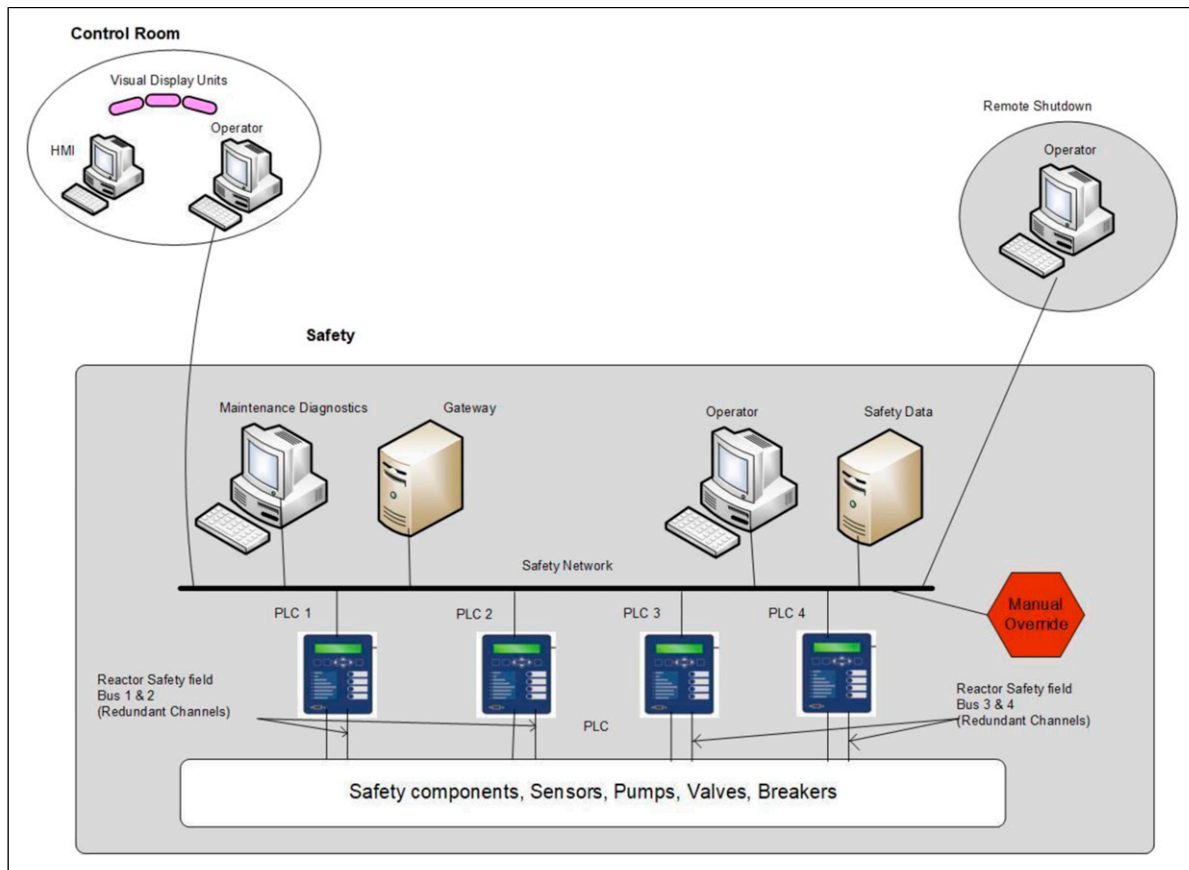 Control Room
Visual Display Units
HMI
Operator
Remote Shutdown
Operator
Safety
Maintenance Diagnostics
Gateway
Operator
Safety Data
Safety Network
PLC 1
PLC 2
PLC 3
PLC 4
Manual
Override
Reactor Safety field
Bus 1 & 2
(Redundant Channels)
PLC
Reactor Safety field
Bus 3 & 4
(Redundant Channels)
Safety components, Sensors, Pumps, Valves, Breakers